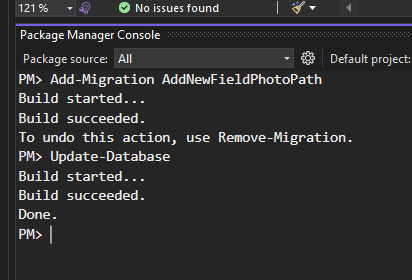 121 %
No issues found
Package Manager Console
Package source: All
Default project:
PM> Add-Migration AddNewFieldPhotoPath
Build started...
Build succeeded.
To undo this action, use Remove-Migration.
PM> Update-Database
Build started...
Build succeeded.
Done.
PM>